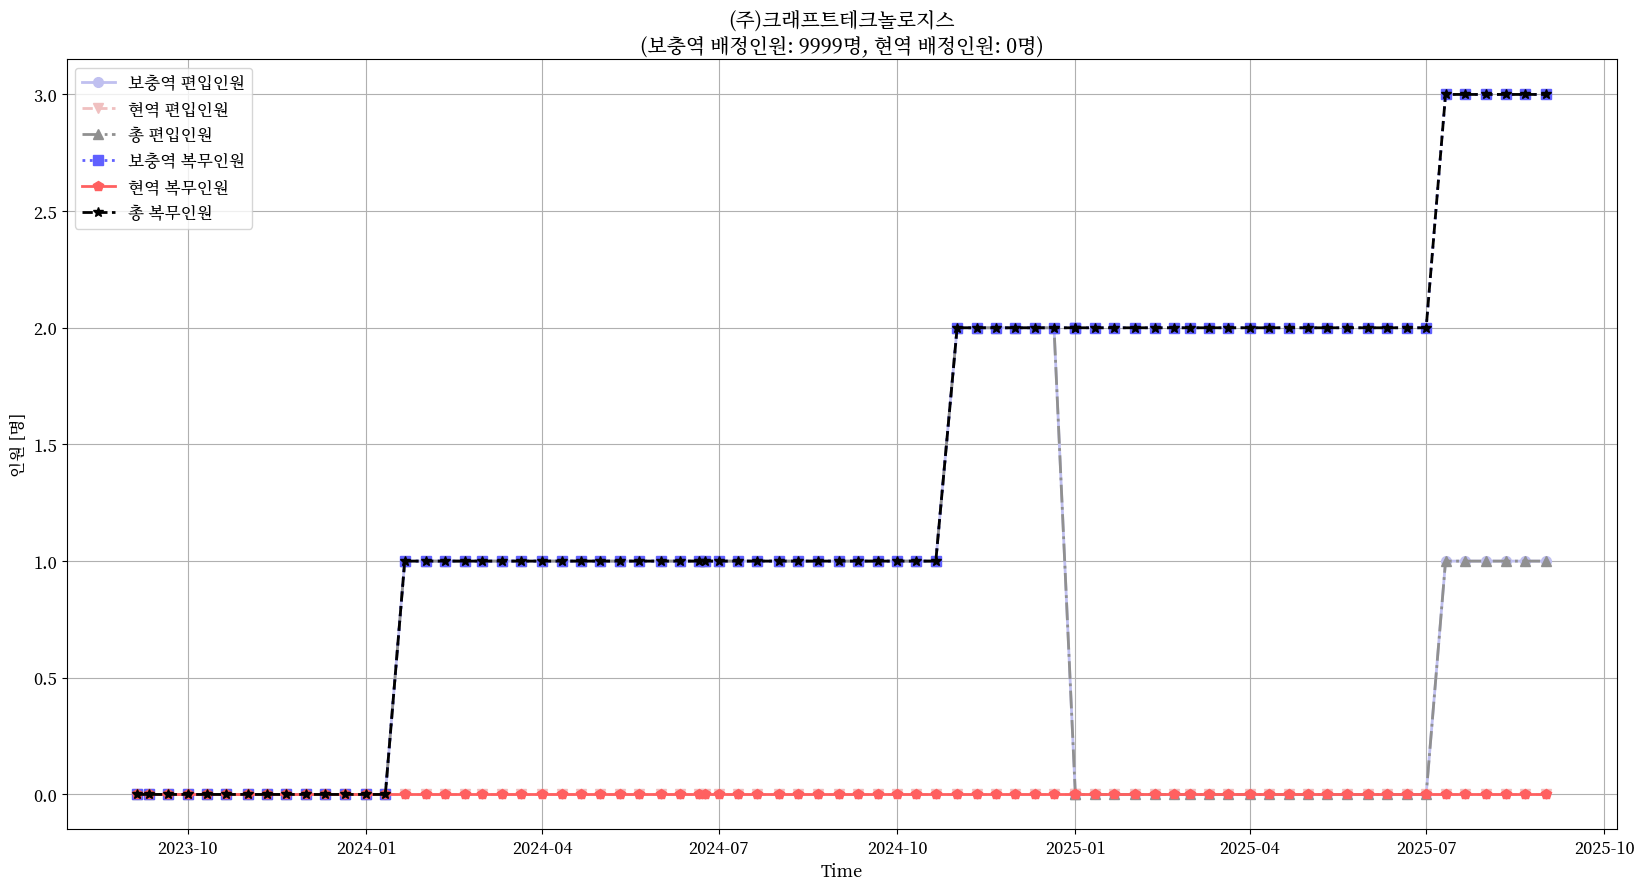 (주)크래프트테크놀로지스
(보충역 배정인원: 9999명, 현역 배정인원: 0명)
보충역 편입인원
현역 편입인원
총 편입인원
보충역 복무인원
현역 복무인원
총 복무인원
인원 [명]
3.0
2.5
2.0
1.5
1.0
0.5
0.0
2023-10
2024-01
2024-04
2024-07
2024-10
2025-01
2025-04
2025-07
2025-10
Time